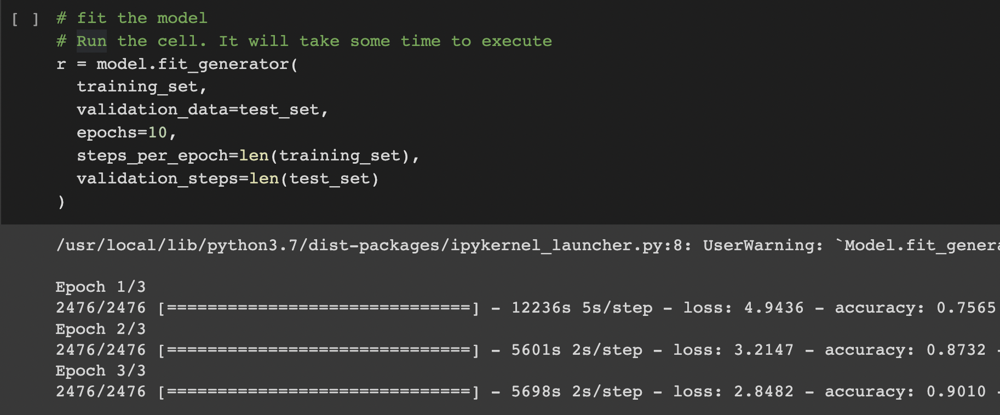 [ ] # fit the model
# Run the cell. It will take some time to execute
r = model.fit_generator(
  training_set,
  validation_data=test_set,
  epochs=10,
  steps_per_epoch=len(training_set),
  validation_steps=len(test_set)
)
/usr/local/lib/python3.7/dist-packages/ipykernel_launcher.py:8: UserWarning: `Model.fit_genera
Epoch 1/3
2476/2476 [==============================] - 12236s 5s/step - loss: 4.9436 - accuracy: 0.7565
Epoch 2/3
2476/2476 [==============================] - 5601s 2s/step - loss: 3.2147 - accuracy: 0.8732 -
Epoch 3/3
2476/2476 [==============================] - 5698s 2s/step - loss: 2.8482 - accuracy: 0.9010 -